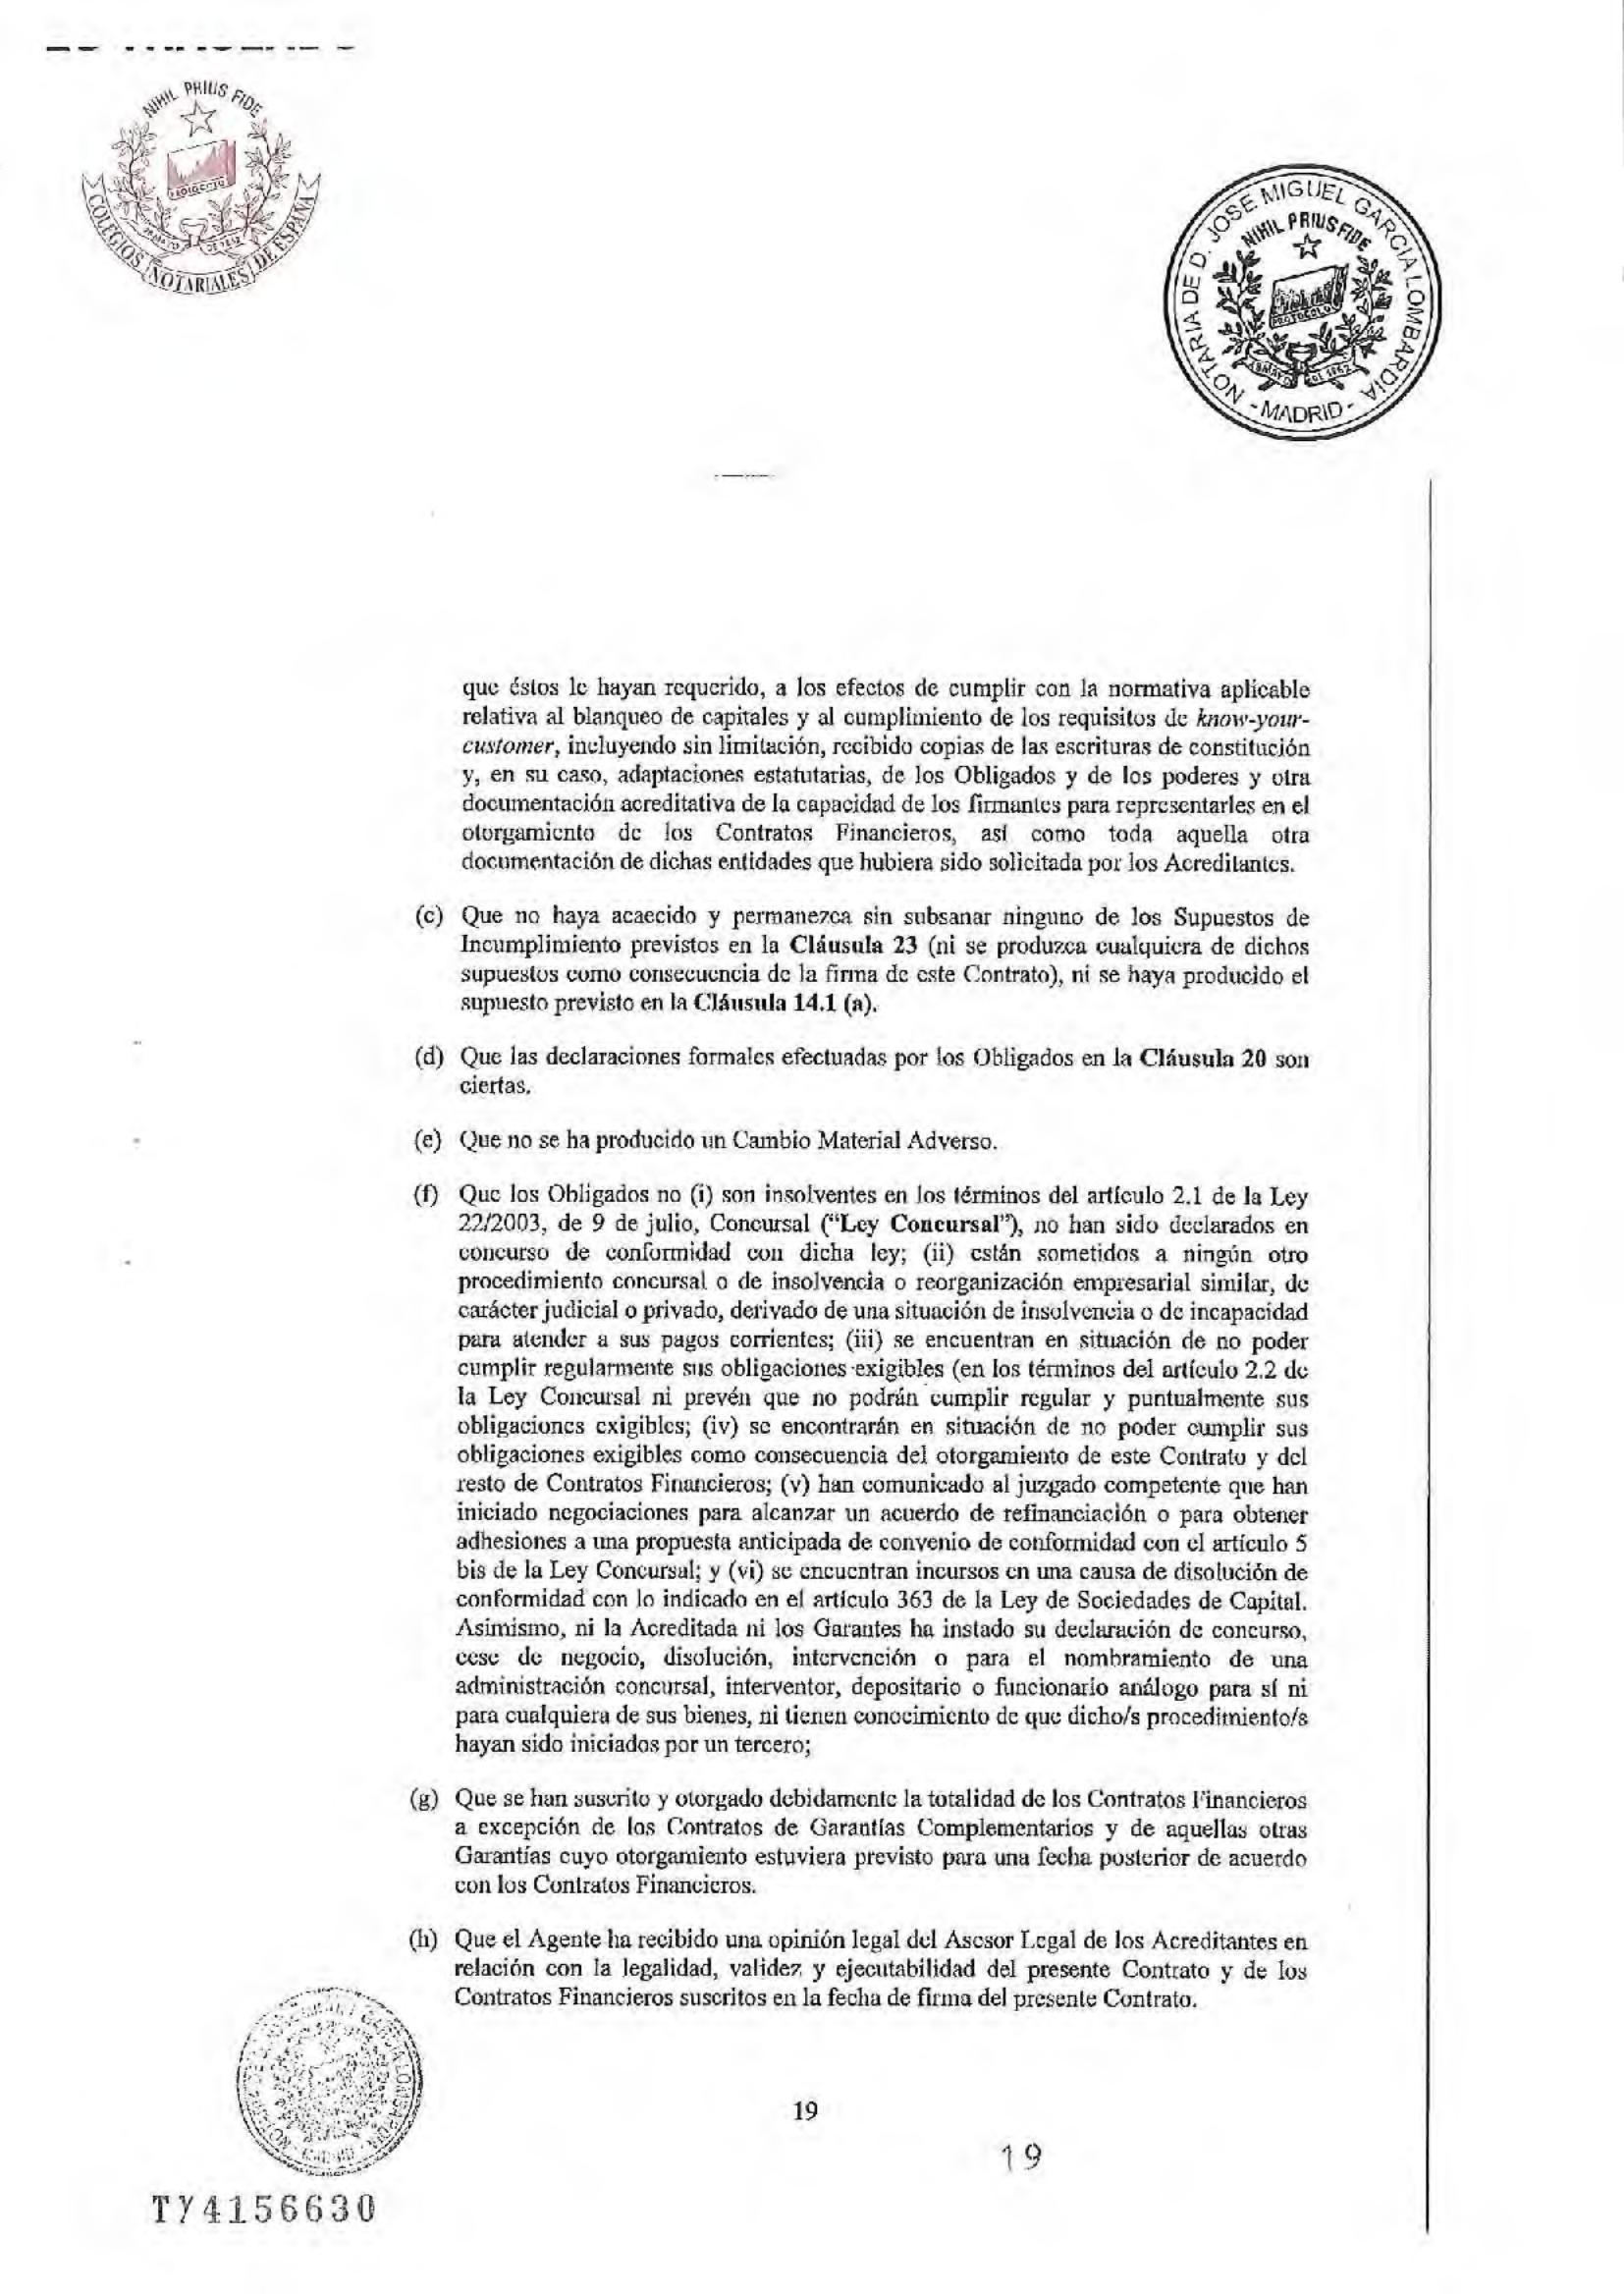 NIHIL PRIUS FIDE
COLEGIOS NOTARIALES DE ESPAÑA
NOTARIA DE D. JOSE MIGUEL GARCIA LOMBARDIA
NIHIL PRIUS FIDE
PROTOCOLO
- MADRID -
que éstos le hayan requerido, a los efectos de cumplir con la normativa aplicable
relativa al blanqueo de capitales y al cumplimiento de los requisitos de know-your-
customer, incluyendo sin limitación, recibido copias de las escrituras de constitución
y, en su caso, adaptaciones estatutarias, de los Obligados y de los poderes y otra
documentación acreditativa de la capacidad de los firmantes para representarles en el
otorgamiento de los Contratos Financieros, así como toda aquella otra
documentación de dichas entidades que hubiera sido solicitada por los Acreditantes.
(c) Que no haya acaecido y permanezca sin subsanar ninguno de los Supuestos de
Incumplimiento previstos en la Cláusula 23 (ni se produzca cualquiera de dichos
supuestos como consecuencia de la firma de este Contrato), ni se haya producido el
supuesto previsto en la Cláusula 14.1 (a).
(d) Que las declaraciones formales efectuadas por los Obligados en la Cláusula 20 son
ciertas.
(e) Que no se ha producido un Cambio Material Adverso.
(f) Que los Obligados no (i) son insolventes en los términos del artículo 2.1 de la Ley
22/2003, de 9 de julio, Concursal (“Ley Concursal”), no han sido declarados en
concurso de conformidad con dicha ley; (ii) están sometidos a ningún otro
procedimiento concursal o de insolvencia o reorganización empresarial similar, de
carácter judicial o privado, derivado de una situación de insolvencia o de incapacidad
para atender a sus pagos corrientes; (iii) se encuentran en situación de no poder
cumplir regularmente sus obligaciones exigibles (en los términos del artículo 2.2 de
la Ley Concursal ni prevén que no podrán cumplir regular y puntualmente sus
obligaciones exigibles; (iv) se encontrarán en situación de no poder cumplir sus
obligaciones exigibles como consecuencia del otorgamiento de este Contrato y del
resto de Contratos Financieros; (v) han comunicado al juzgado competente que han
iniciado negociaciones para alcanzar un acuerdo de refinanciación o para obtener
adhesiones a una propuesta anticipada de convenio de conformidad con el artículo 5
bis de la Ley Concursal; y (vi) se encuentran incursos en una causa de disolución de
conformidad con lo indicado en el artículo 363 de la Ley de Sociedades de Capital.
Asimismo, ni la Acreditada ni los Garantes ha instado su declaración de concurso,
cese de negocio, disolución, intervención o para el nombramiento de una
administración concursal, interventor, depositario o funcionario análogo para sí ni
para cualquiera de sus bienes, ni tienen conocimiento de que dicho/s procedimiento/s
hayan sido iniciados por un tercero;
(g) Que se han suscrito y otorgado debidamente la totalidad de los Contratos Financieros
a excepción de los Contratos de Garantías Complementarios y de aquellas otras
Garantías cuyo otorgamiento estuviera previsto para una fecha posterior de acuerdo
con los Contratos Financieros.
(h) Que el Agente ha recibido una opinión legal del Asesor Legal de los Acreditantes en
relación con la legalidad, validez y ejecutabilidad del presente Contrato y de los
Contratos Financieros suscritos en la fecha de firma del presente Contrato.
19
19
TY4156630